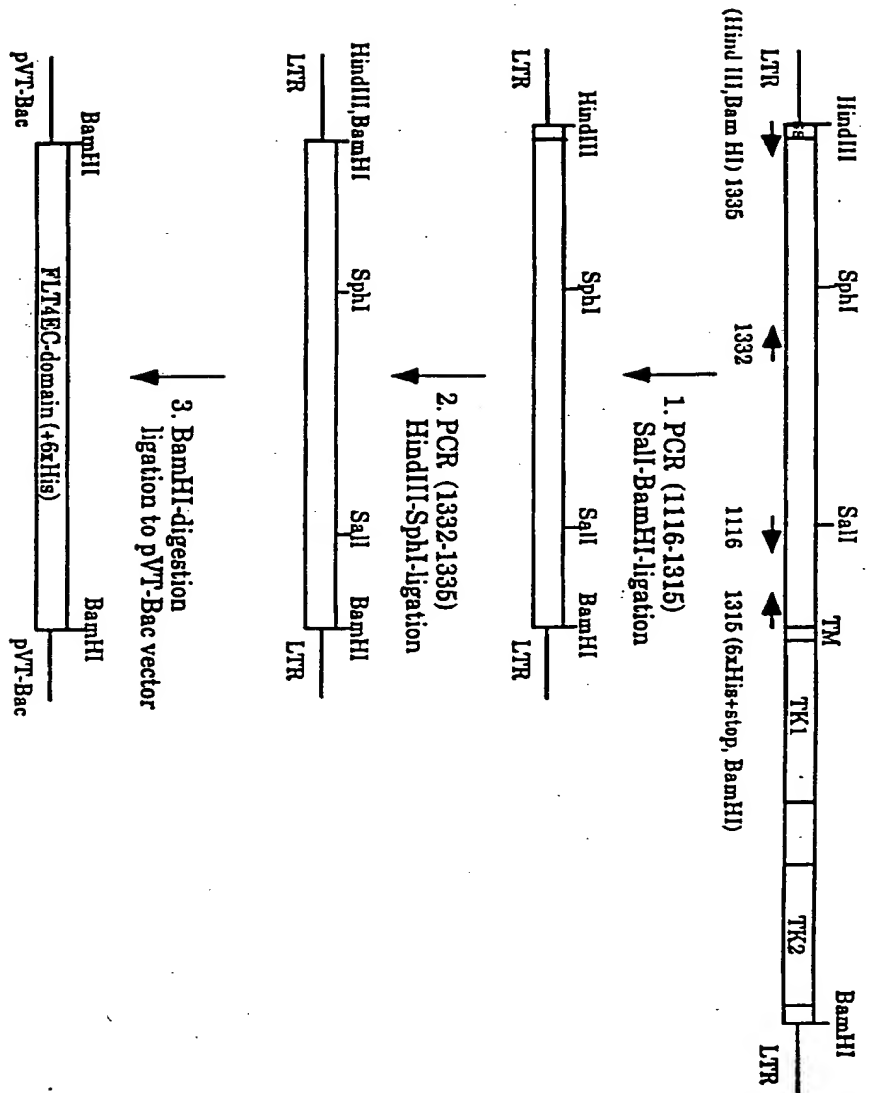 HindIII SphI SalI TM BamHI
LTR SS TK1 TK2 LTR
(Hind III,Bam HI) 1335 1332 1116 1315 (6xHis+stop, BamHI)
1. PCR (1116-1315)
SalI-BamHI-ligation
HindIII SphI SalI BamHI
LTR LTR
2. PCR (1332-1335)
HindIII-SphI-ligation
HindIII,BamHI SphI SalI BamHI
LTR LTR
3. BamHI-digestion
ligation to pVT-Bac vector
BamHI BamHI
FLT4EC-domain (+6xHis)
pVT-Bac pVT-Bac